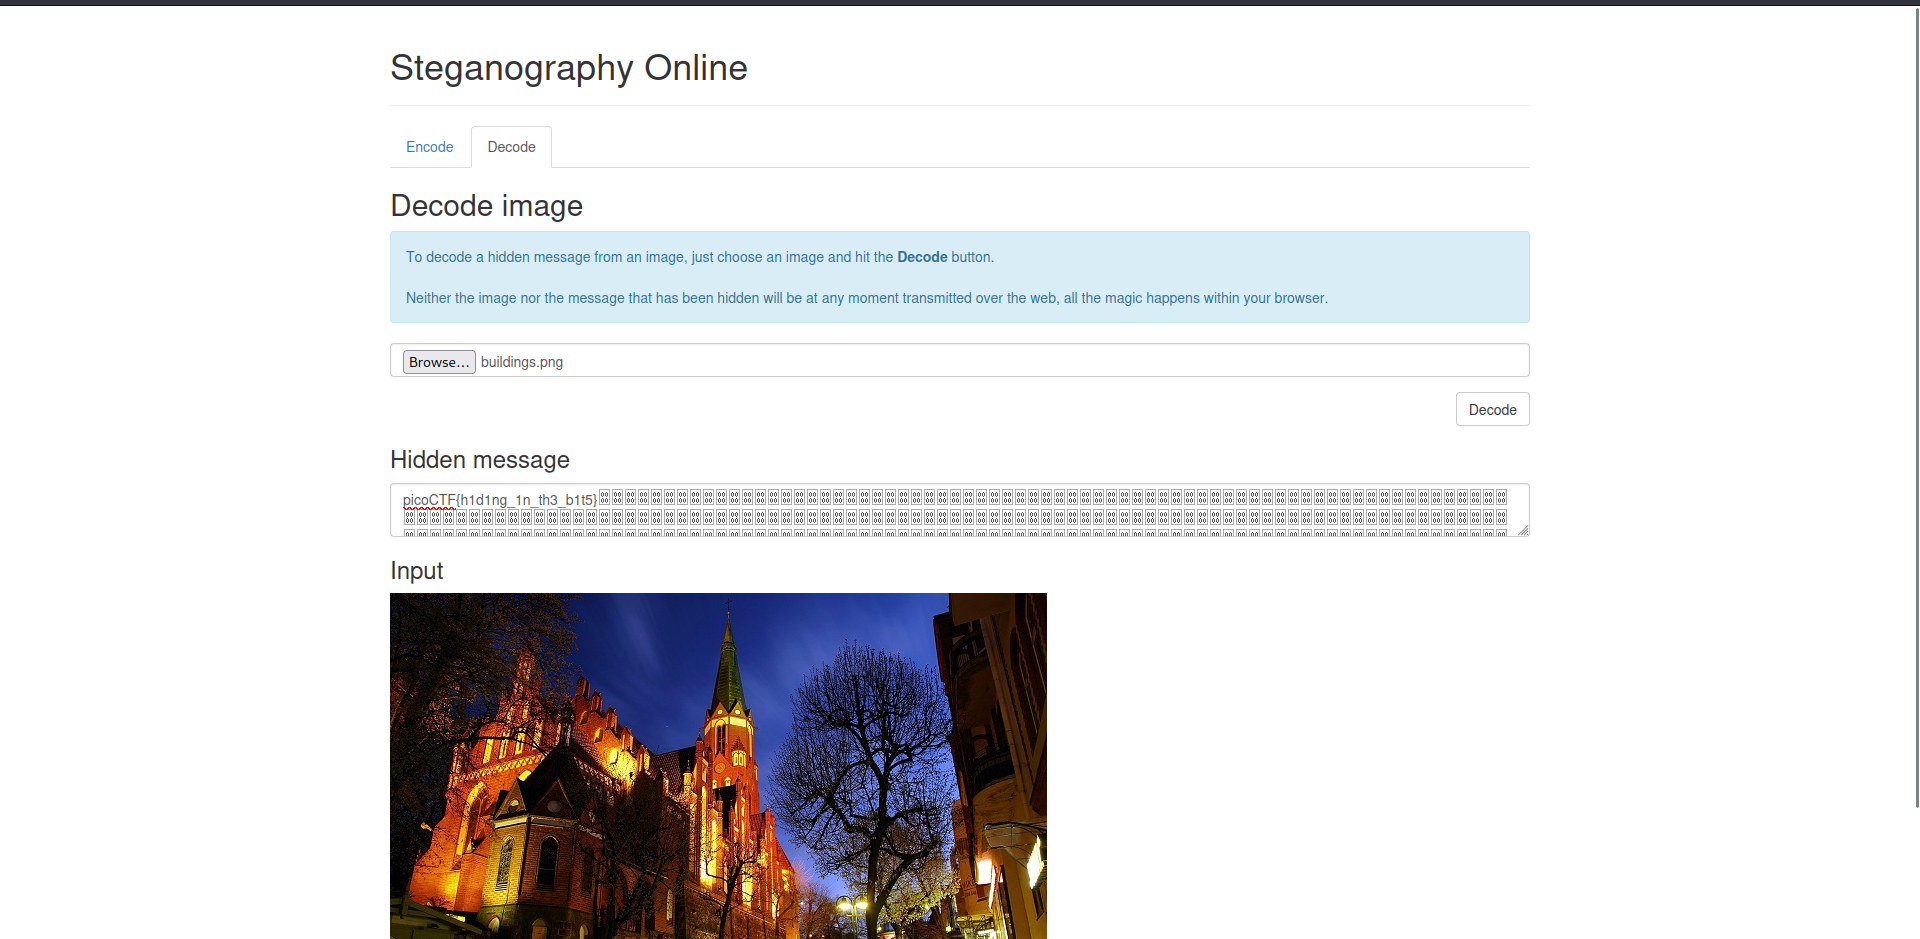 Steganography Online
Encode Decode
Decode image
To decode a hidden message from an image, just choose an image and hit the Decode button.
Neither the image nor the message that has been hidden will be at any moment transmitted over the web, all the magic happens within your browser.
Browse... buildings.png
Decode
Hidden message
picoCTF{h1d1ng_1n_th3_b1t5}
Input